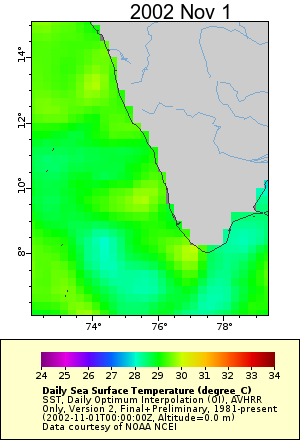 2002 Nov 1
14°
12°
10°
8°
74° 76° 78°
24 25 26 27 28 29 30 31 32 33 34
Daily Sea Surface Temperature (degree_C)
SST, Daily Optimum Interpolation (OI), AVHRR
Only, Version 2, Final+Preliminary, 1981-present
(2002-11-01T00:00:00Z, Altitude=0.0 m)
Data courtesy of NOAA NCEI